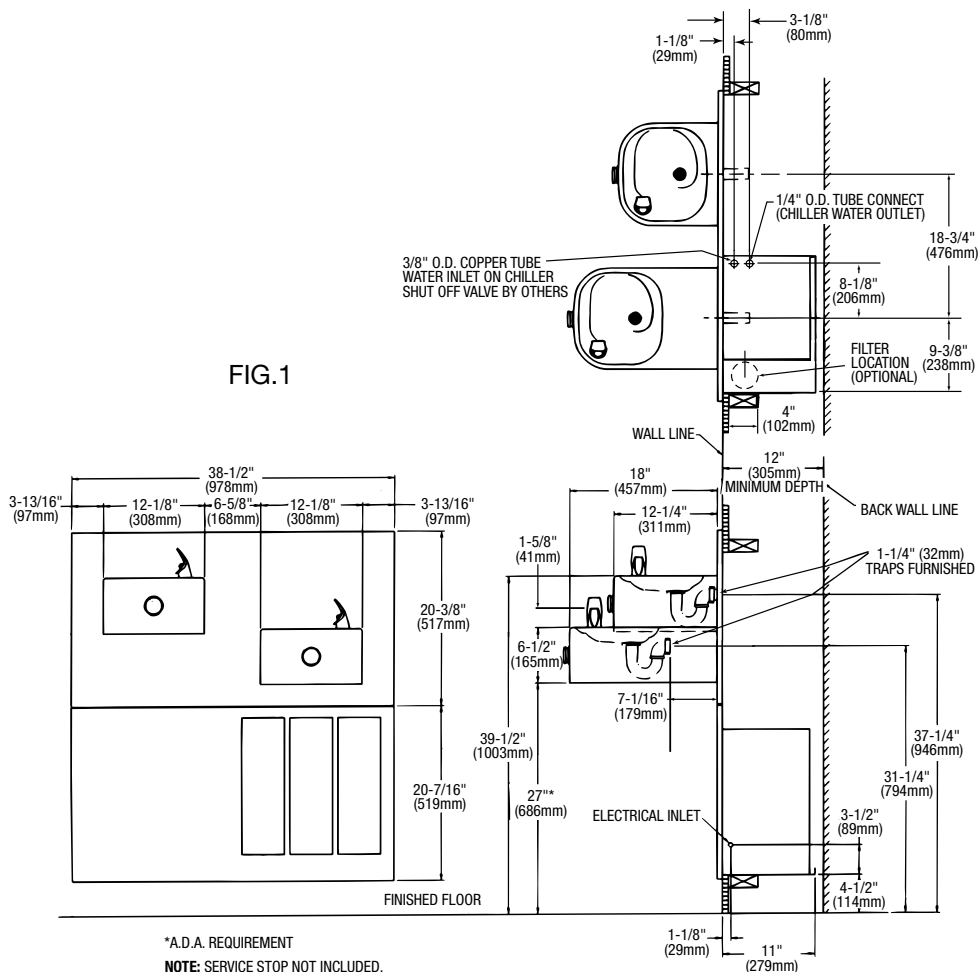 3-1/8"
(80mm)
1-1/8"
(29mm)
1/4" O.D. TUBE CONNECT
(CHILLER WATER OUTLET)
18-3/4"
(476mm)
3/8" O.D. COPPER TUBE
WATER INLET ON CHILLER
SHUT OFF VALVE BY OTHERS
8-1/8"
(206mm)
FIG.1
FILTER
LOCATION
(OPTIONAL)
9-3/8"
(238mm)
4"
(102mm)
WALL LINE
12"
(305mm)
MINIMUM DEPTH
BACK WALL LINE
38-1/2"
(978mm)
3-13/16"
(97mm)
12-1/8"
(308mm)
6-5/8"
(168mm)
12-1/8"
(308mm)
3-13/16"
(97mm)
18"
(457mm)
12-1/4"
(311mm)
1-5/8"
(41mm)
1-1/4" (32mm)
TRAPS FURNISHED
20-3/8"
(517mm)
6-1/2"
(165mm)
7-1/16"
(179mm)
39-1/2"
(1003mm)
37-1/4"
(946mm)
31-1/4"
(794mm)
20-7/16"
(519mm)
27"*
(686mm)
ELECTRICAL INLET
3-1/2"
(89mm)
4-1/2"
(114mm)
FINISHED FLOOR
1-1/8"
(29mm)
11"
(279mm)
*A.D.A. REQUIREMENT
NOTE: SERVICE STOP NOT INCLUDED.